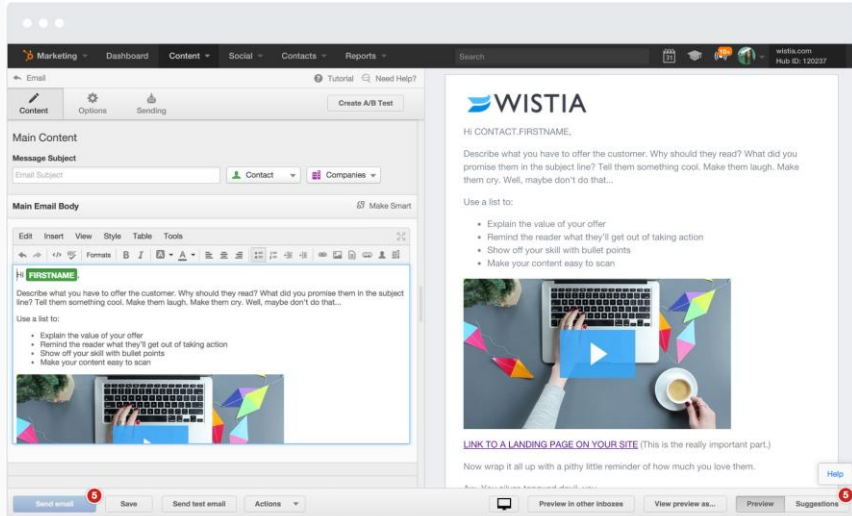 Marketing
Dashboard
Content
Social
Contacts
Reports
Search
31
10+
wistia.com
Hub ID: 120237
Email
Tutorial
Need Help?
Content
Options
Sending
Create A/B Test
Main Content
Message Subject
Email Subject
Contact
Companies
Main Email Body
Make Smart
Edit Insert View Style Table Tools
Formats B I A A
Hi FIRSTNAME,
Describe what you have to offer the customer. Why should they read? What did you promise them in the subject
line? Tell them something cool. Make them laugh. Make them cry. Well, maybe don't do that...
Use a list to:
• Explain the value of your offer
• Remind the reader what they'll get out of taking action
• Show off your skill with bullet points
• Make your content easy to scan
WISTIA
Hi CONTACT.FIRSTNAME,
Describe what you have to offer the customer. Why should they read? What did you
promise them in the subject line? Tell them something cool. Make them laugh. Make
them cry. Well, maybe don't do that...
Use a list to:
• Explain the value of your offer
• Remind the reader what they'll get out of taking action
• Show off your skill with bullet points
• Make your content easy to scan
LINK TO A LANDING PAGE ON YOUR SITE (This is the really important part.)
Now wrap it all up with a pithy little reminder of how much you love them.
Help
Send email
5
Save
Send test email
Actions
Preview in other inboxes
View preview as...
Preview
Suggestions
5